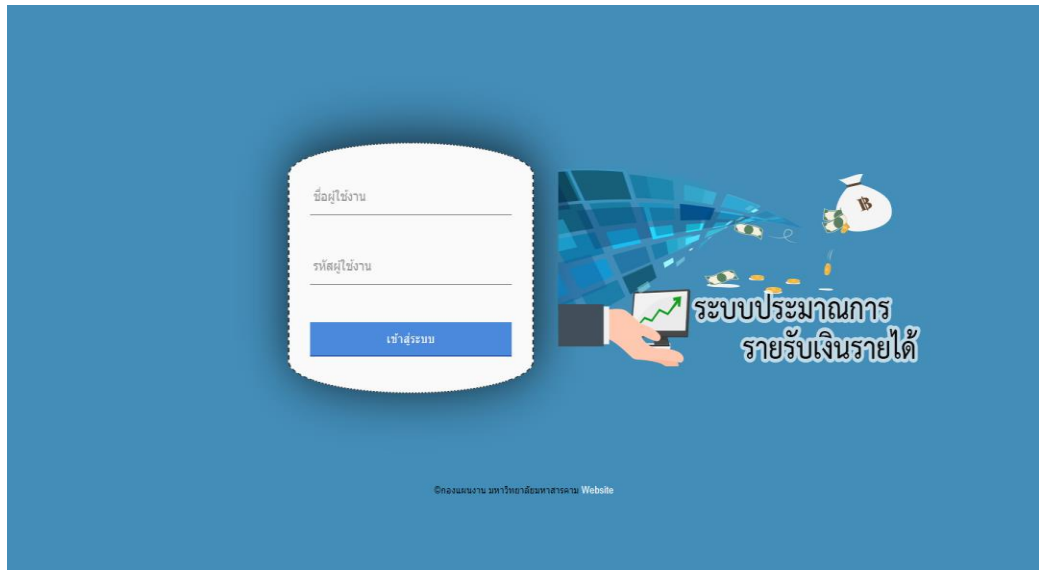 ชื่อผู้ใช้งาน
รหัสผู้ใช้งาน
เข้าสู่ระบบ
฿
ระบบประมาณการ
รายรับเงินรายได้
©กองแผนงาน มหาวิทยาลัยมหาสารคาม Website